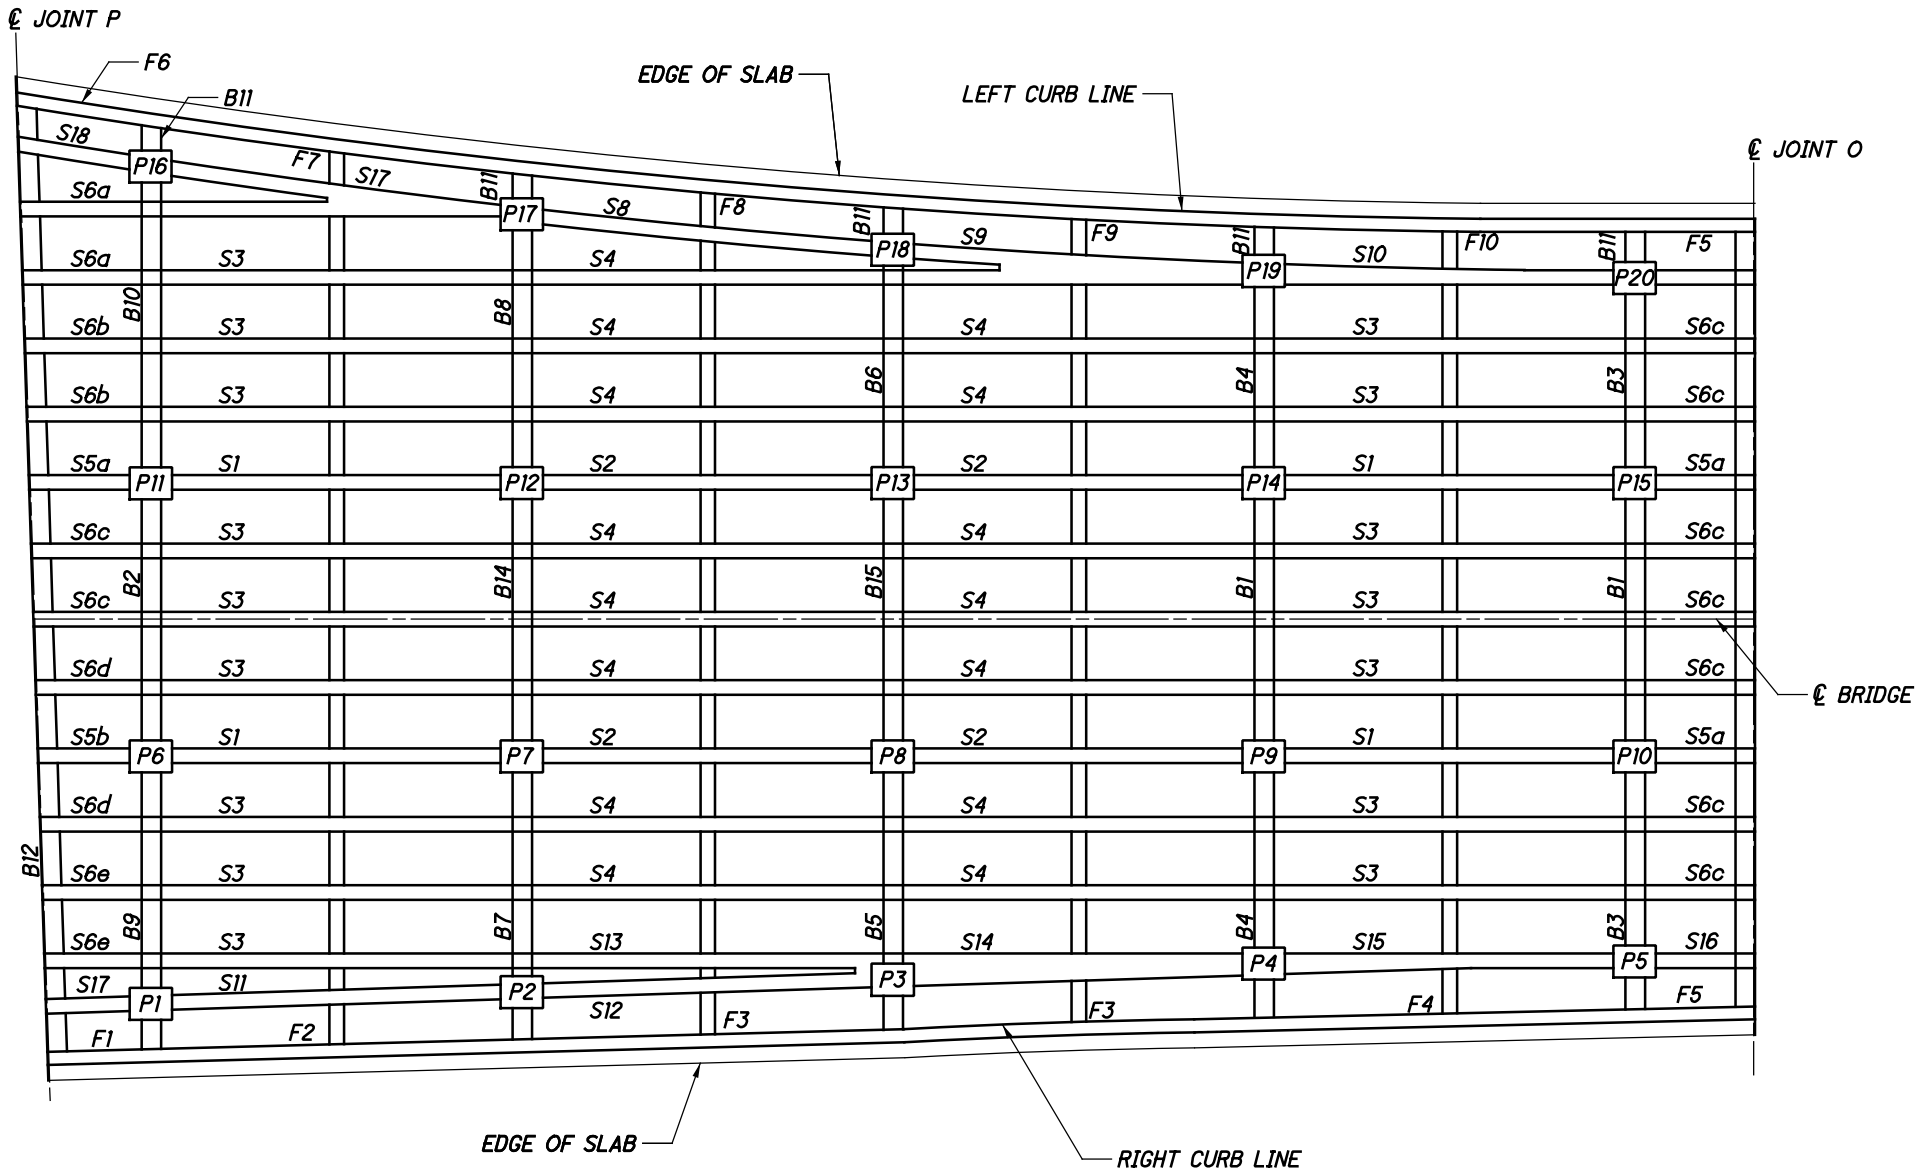 ℄ JOINT P
F6
EDGE OF SLAB
LEFT CURB LINE
B11
℄ JOINT O
S18 P16 F7 S17 B11 S8 F8 B11 S9 F9 B11 S10 F10 B11 F5
S6a P17 P18 P19 P20
S6a S3 S4
B10 B8
S6b S3 S4 S4 S3 S6c
B6 B4 B3
S6b S3 S4 S4 S3 S6c
S5a S1 S2 S2 S1 S5a
P11 P12 P13 P14 P15
S6c S3 S4 S4 S3 S6c
B2 B14 B15 B1 B1
S6c S3 S4 S4 S3 S6c
S6d S3 S4 S4 S3 S6c
℄ BRIDGE
S5b S1 S2 S2 S1 S5a
P6 P7 P8 P9 P10
S6d S3 S4 S4 S3 S6c
B12 S6e S3 S4 S4 S3 S6c
B9 B7 B5 B4 B3
S6e S3 S13 S14 S15 S16
S17 P1 S11 P2 P3 P4 P5
F1 F2 S12 F3 F3 F4 F5
EDGE OF SLAB
RIGHT CURB LINE